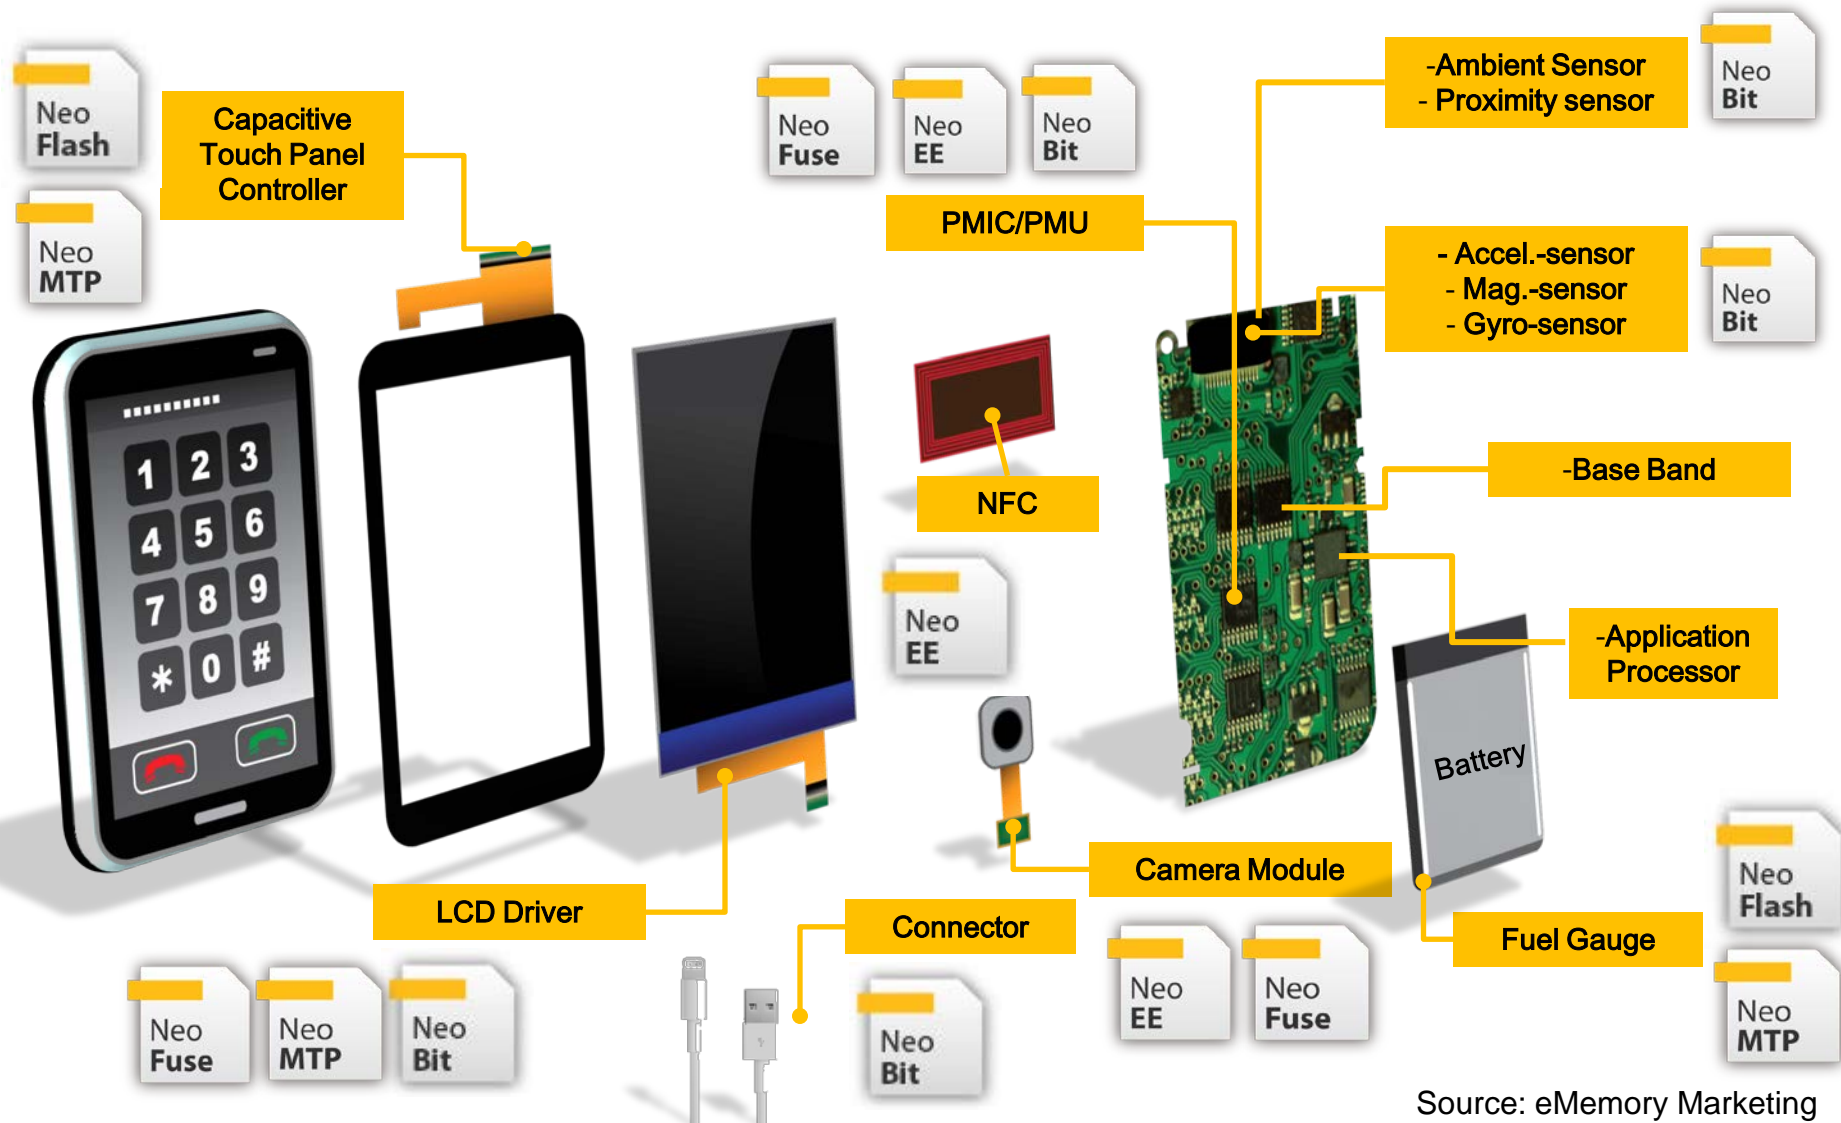 Neo
Flash
Neo
MTP
Capacitive
Touch Panel
Controller
Neo
Fuse
Neo
EE
Neo
Bit
PMIC/PMU
-Ambient Sensor
- Proximity sensor
Neo
Bit
- Accel.-sensor
- Mag.-sensor
- Gyro-sensor
Neo
Bit
1 2 3
4 5 6
7 8 9
* 0 #
NFC
Neo
EE
-Base Band
-Application
Processor
Battery
LCD Driver
Neo
Fuse
Neo
MTP
Neo
Bit
Connector
Neo
Bit
Camera Module
Neo
EE
Neo
Fuse
Fuel Gauge
Neo
Flash
Neo
MTP
Source: eMemory Marketing